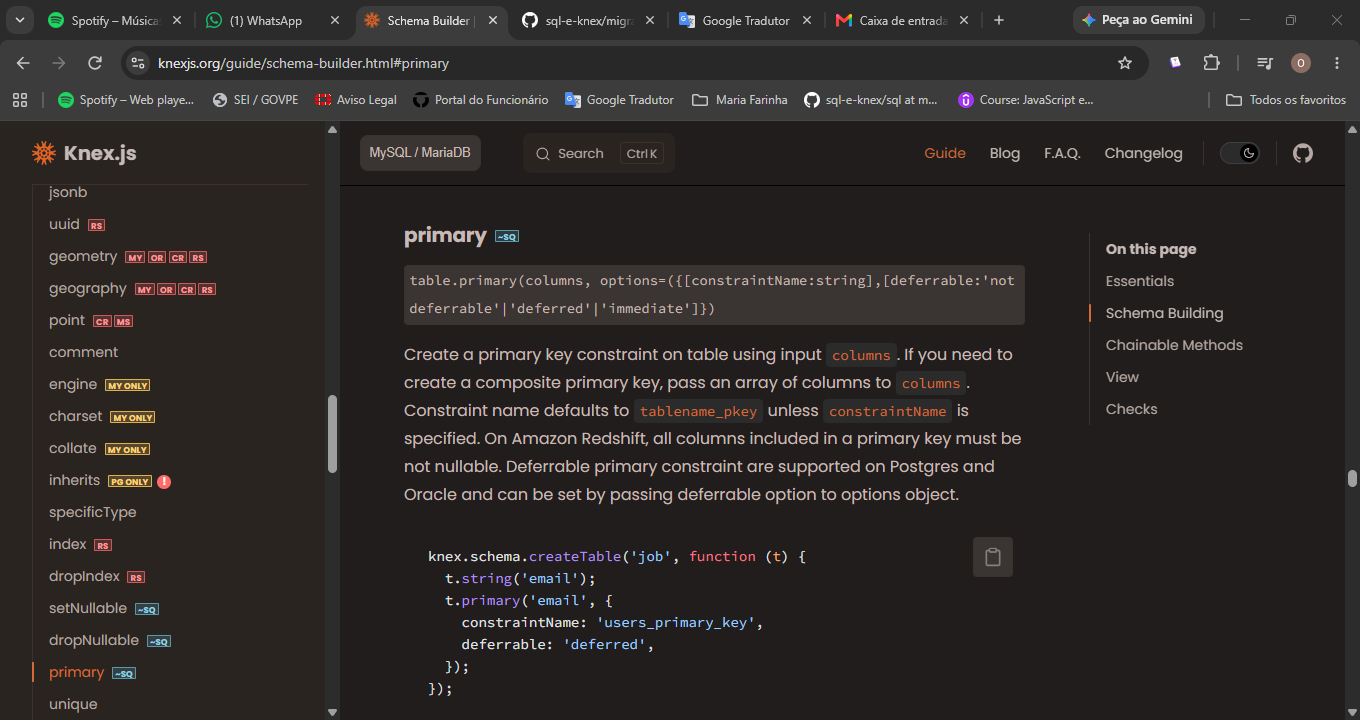 Spotify – Música
(1) WhatsApp
Schema Builder |
sql-e-knex/migra
Google Tradutor
Caixa de entrada
Peça ao Gemini
knexjs.org/guide/schema-builder.html#primary
O
Spotify – Web playe...
SEI / GOVPE
Aviso Legal
Portal do Funcionário
Google Tradutor
Maria Farinha
sql-e-knex/sql at m...
Course: JavaScript e...
Todos os favoritos
Knex.js
MySQL / MariaDB
Search
Ctrl K
Guide
Blog
F.A.Q.
Changelog
jsonb
uuid RS
geometry MY OR CR RS
geography MY OR CR RS
point CR MS
comment
engine MY ONLY
charset MY ONLY
collate MY ONLY
inherits PG ONLY !
specificType
index RS
dropIndex RS
setNullable ~SQ
dropNullable ~SQ
primary ~SQ
unique
primary ~SQ
table.primary(columns, options=({[constraintName:string],[deferrable:'not
deferrable'|'deferred'|'immediate']})
Create a primary key constraint on table using input columns. If you need to
create a composite primary key, pass an array of columns to columns.
Constraint name defaults to tablename_pkey unless constraintName is
specified. On Amazon Redshift, all columns included in a primary key must be
not nullable. Deferrable primary constraint are supported on Postgres and
Oracle and can be set by passing deferrable option to options object.
knex.schema.createTable('job', function (t) {
t.string('email');
t.primary('email', {
constraintName: 'users_primary_key',
deferrable: 'deferred',
});
});
On this page
Essentials
Schema Building
Chainable Methods
View
Checks